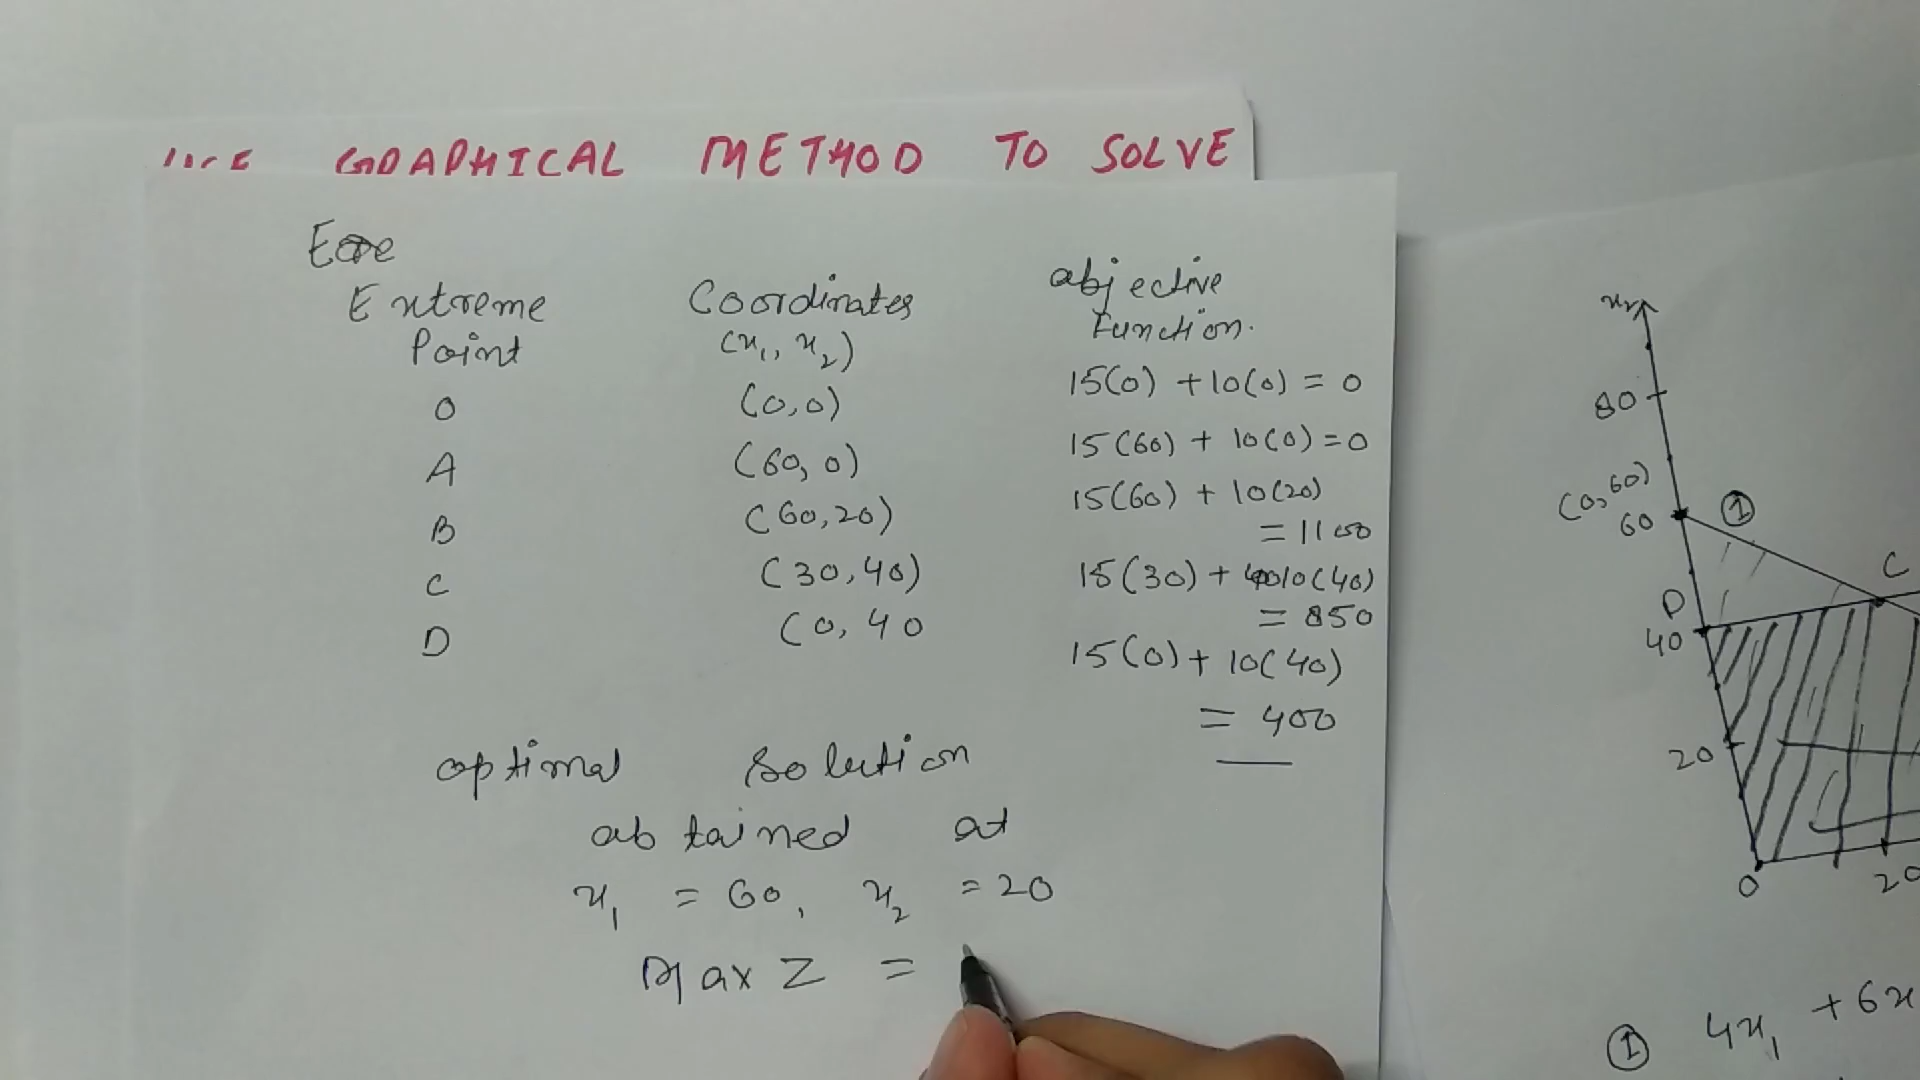 GRAPHICAL METHOD TO SOLVE
Extreme Coordinates objective
Point (x₁, x₂) Function.
O (0,0) 15(0) + 10(0) = 0
A (60, 0) 15(60) + 10(0) = 0
B (60,20) 15(60) + 10(20)
= 1100
C (30,40) 15(30) + 10(40)
= 850
D (0, 40 15(0) + 10(40)
= 400
optimal solution
obtained at
x₁ = 60, x₂ = 20
Max Z =
x₂
80
(0, 60)
60 ①
C
D
40
20
O 20
① 4x₁ + 6x